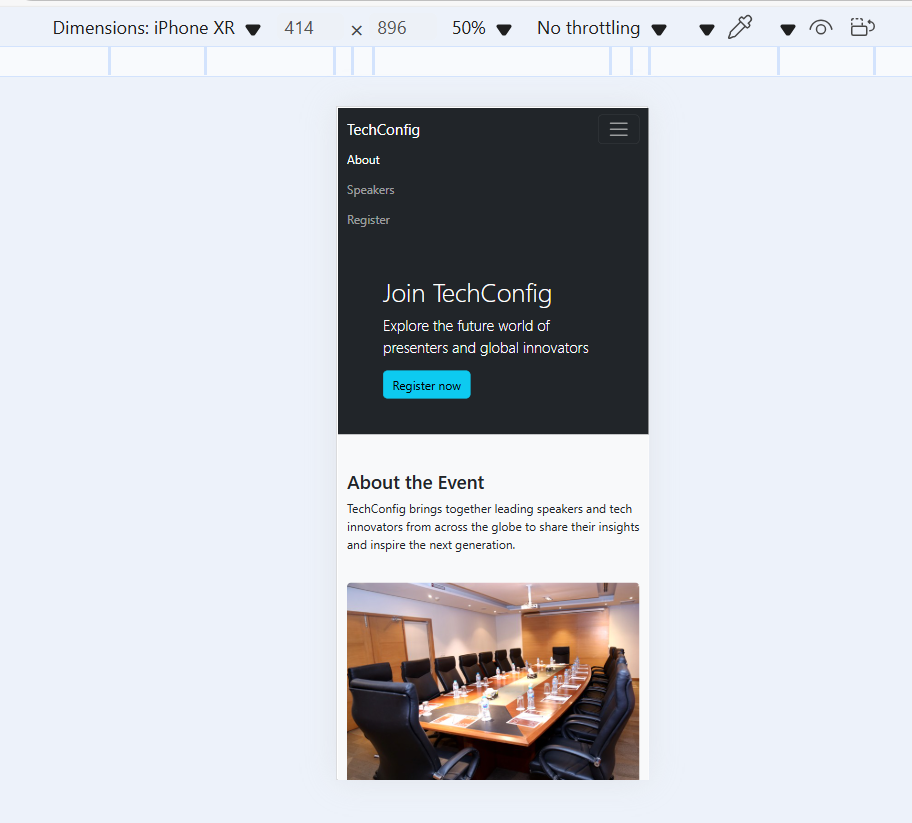 Dimensions: iPhone XR 414 × 896 50% No throttling
TechConfig
About
Speakers
Register
Join TechConfig
Explore the future world of
presenters and global innovators
Register now
About the Event
TechConfig brings together leading speakers and tech
innovators from across the globe to share their insights
and inspire the next generation.